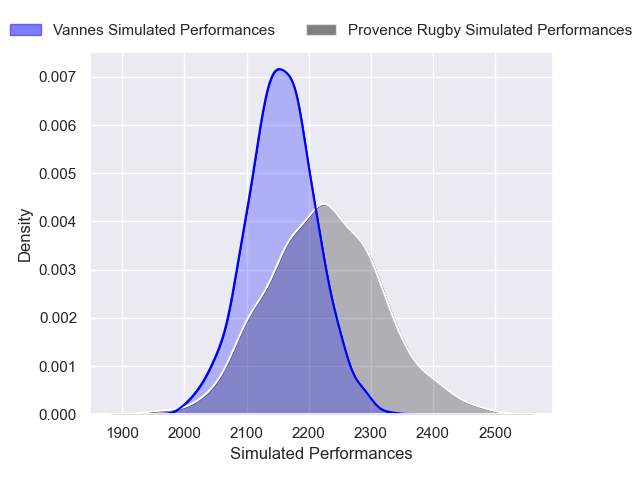 Vannes Simulated Performances Provence Rugby Simulated Performances
0.007
0.006
0.005
0.004
0.003
0.002
0.001
0.000
Density
1900 2000 2100 2200 2300 2400 2500
Simulated Performances